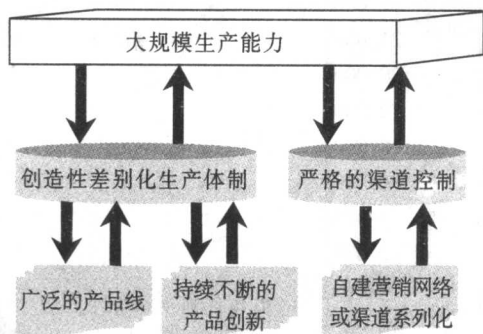 大规模生产能力
创造性差别化生产体制
严格的渠道控制
广泛的产品线
持续不断的
产品创新
自建营销网络
或渠道系列化